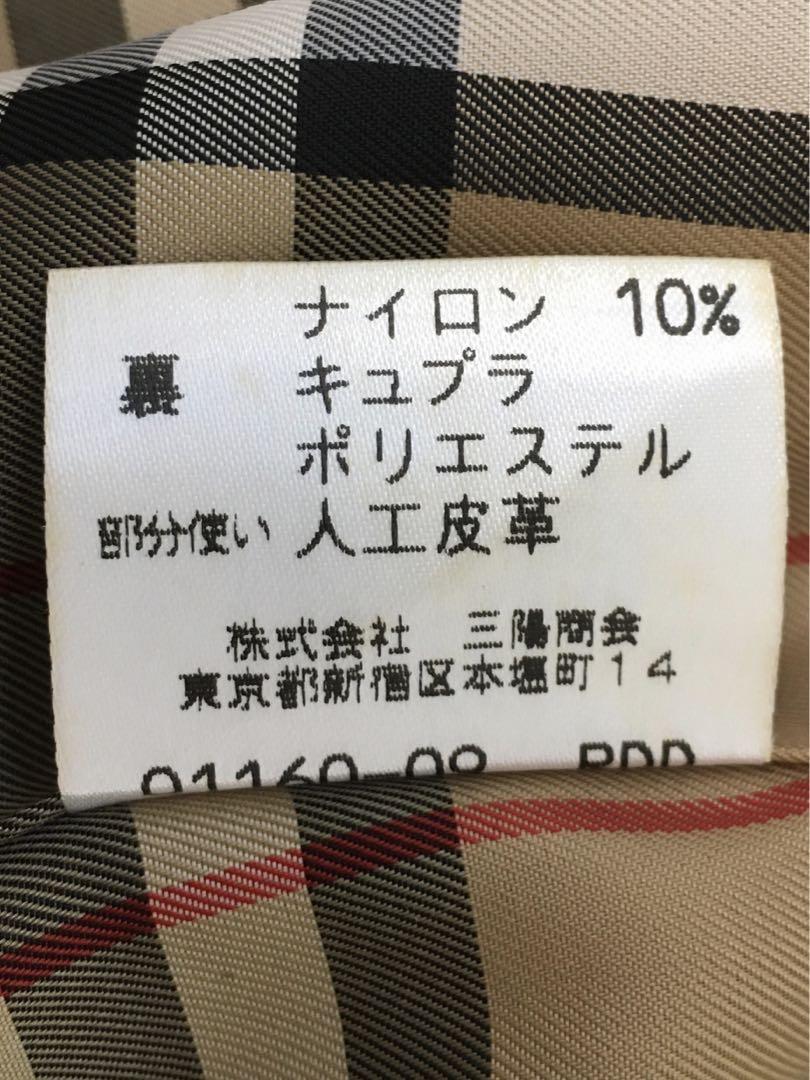 ナイロン 10%
裏 キュプラ
ポリエステル
部分使い 人工皮革
株式会社 三陽商会
東京都新宿区本塩町14